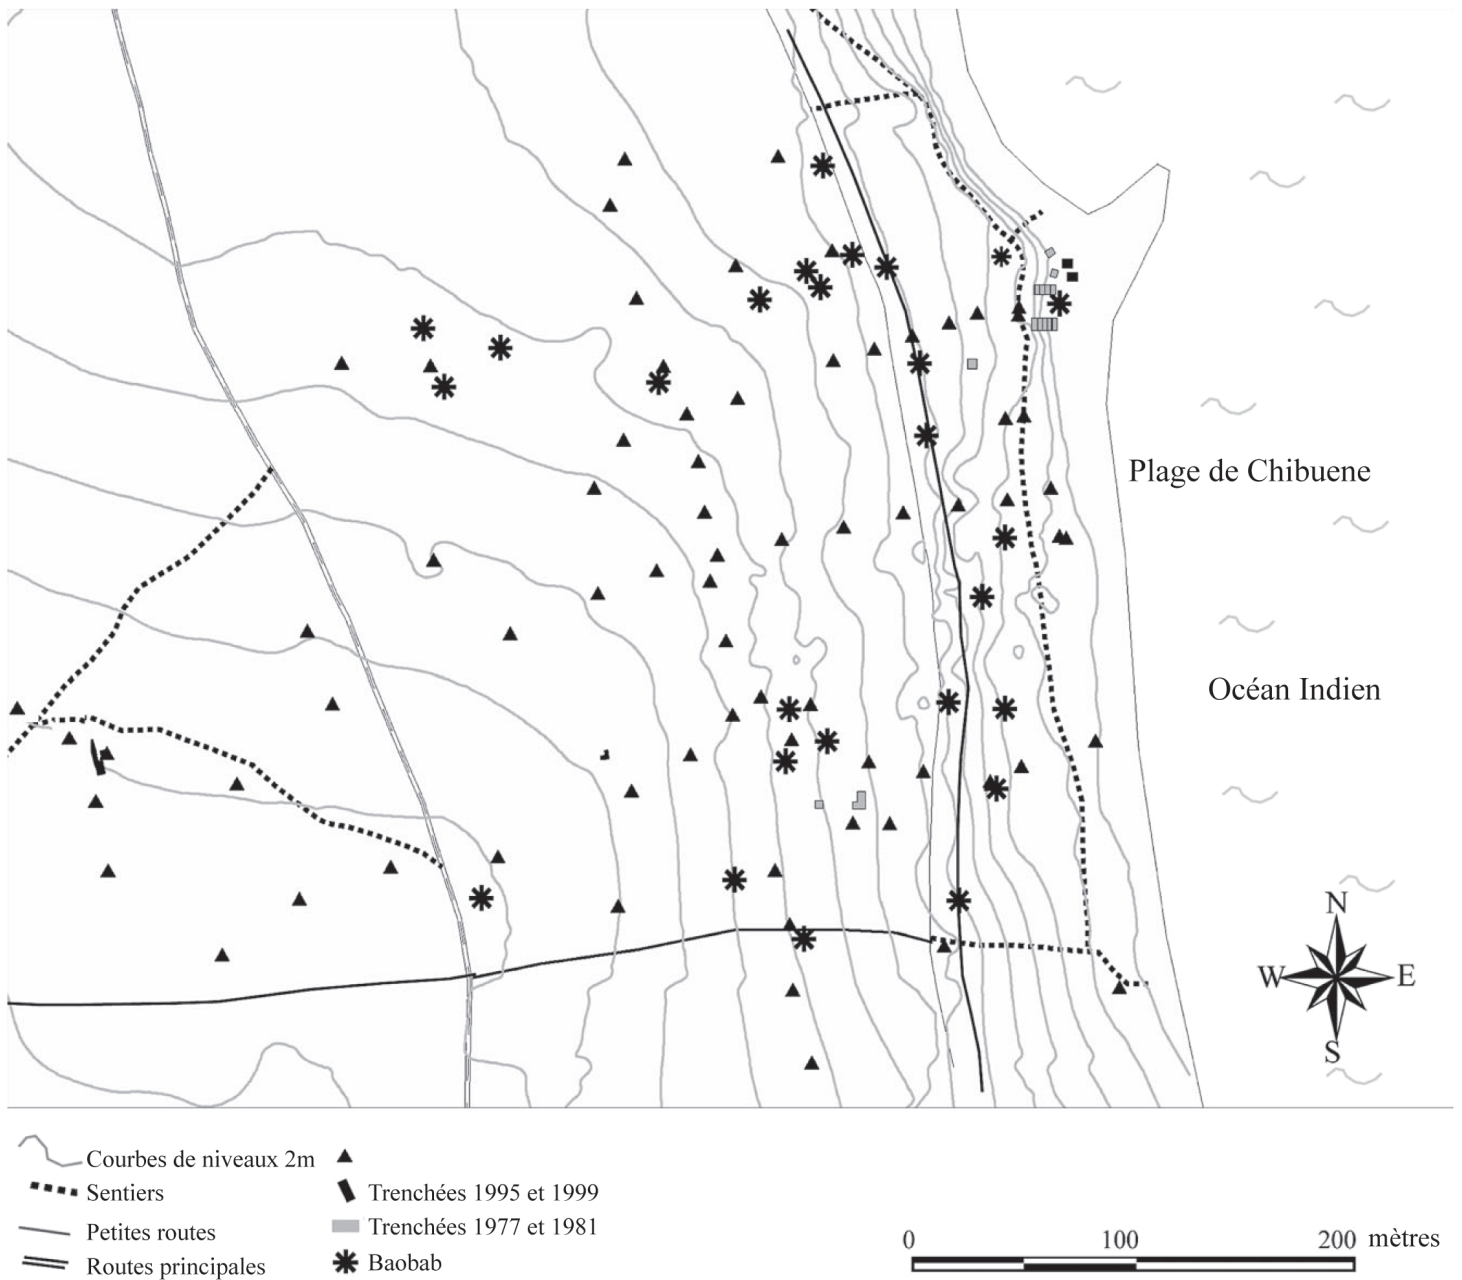 Plage de Chibuene
Océan Indien
N
W E
S
Courbes de niveaux 2m
Sentiers
Petites routes
Routes principales
Trenchées 1995 et 1999
Trenchées 1977 et 1981
Baobab
0 100 200 mètres